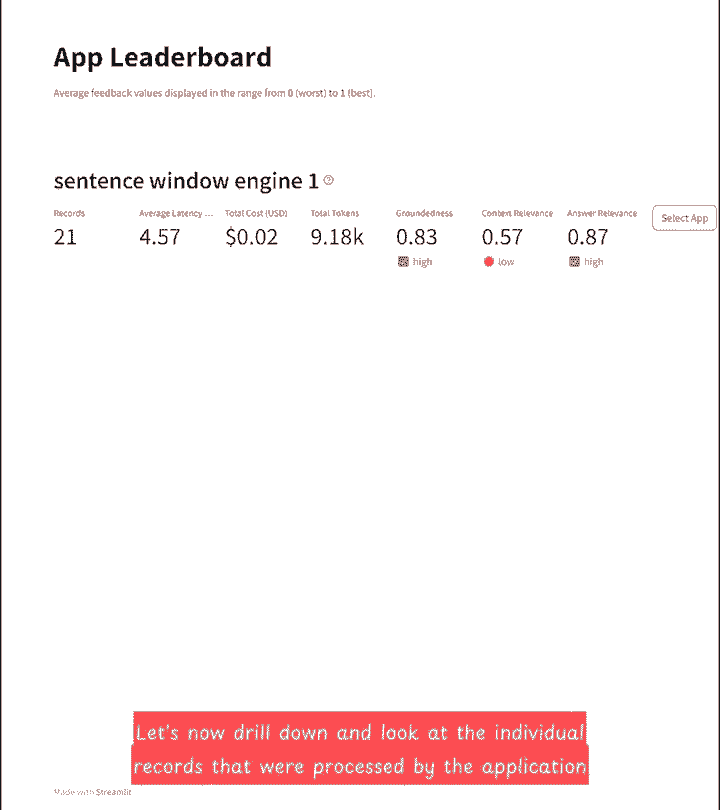 App Leaderboard
Average feedback values displayed in the range from 0 (worst) to 1 (best).
sentence window engine 1
Records Average Latency ... Total Cost (USD) Total Tokens Groundedness Context Relevance Answer Relevance Select App
21 4.57 $0.02 9.18k 0.83 0.57 0.87
high low high
Let's now drill down and look at the individual
records that were processed by the application
Made with Streamlit